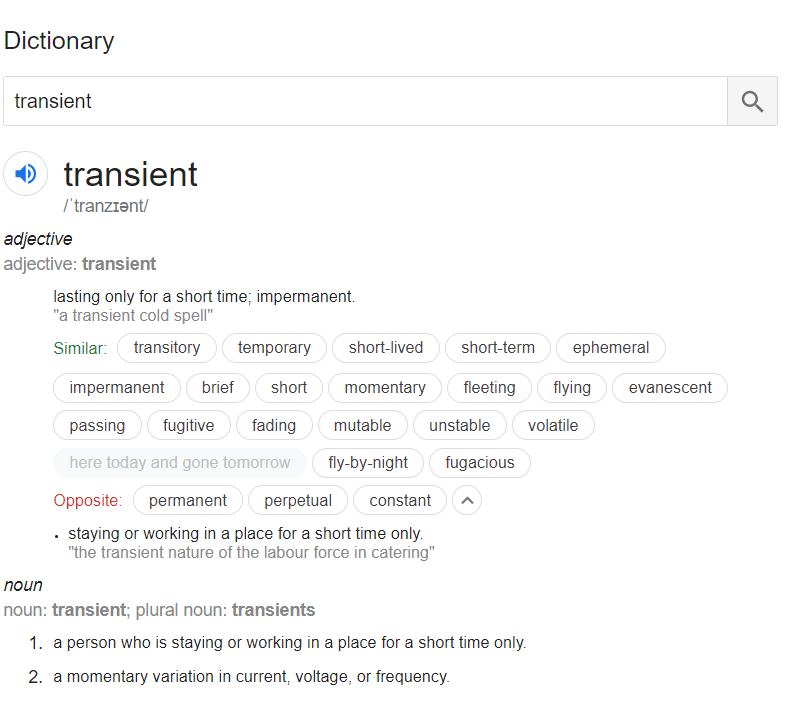 Dictionary
transient
transient
/ˈtranzɪənt/
adjective
adjective: transient
lasting only for a short time; impermanent.
"a transient cold spell"
Similar: transitory temporary short-lived short-term ephemeral
impermanent brief short momentary fleeting flying evanescent
passing fugitive fading mutable unstable volatile
here today and gone tomorrow fly-by-night fugacious
Opposite: permanent perpetual constant
• staying or working in a place for a short time only.
"the transient nature of the labour force in catering"
noun
noun: transient; plural noun: transients
1. a person who is staying or working in a place for a short time only.
2. a momentary variation in current, voltage, or frequency.